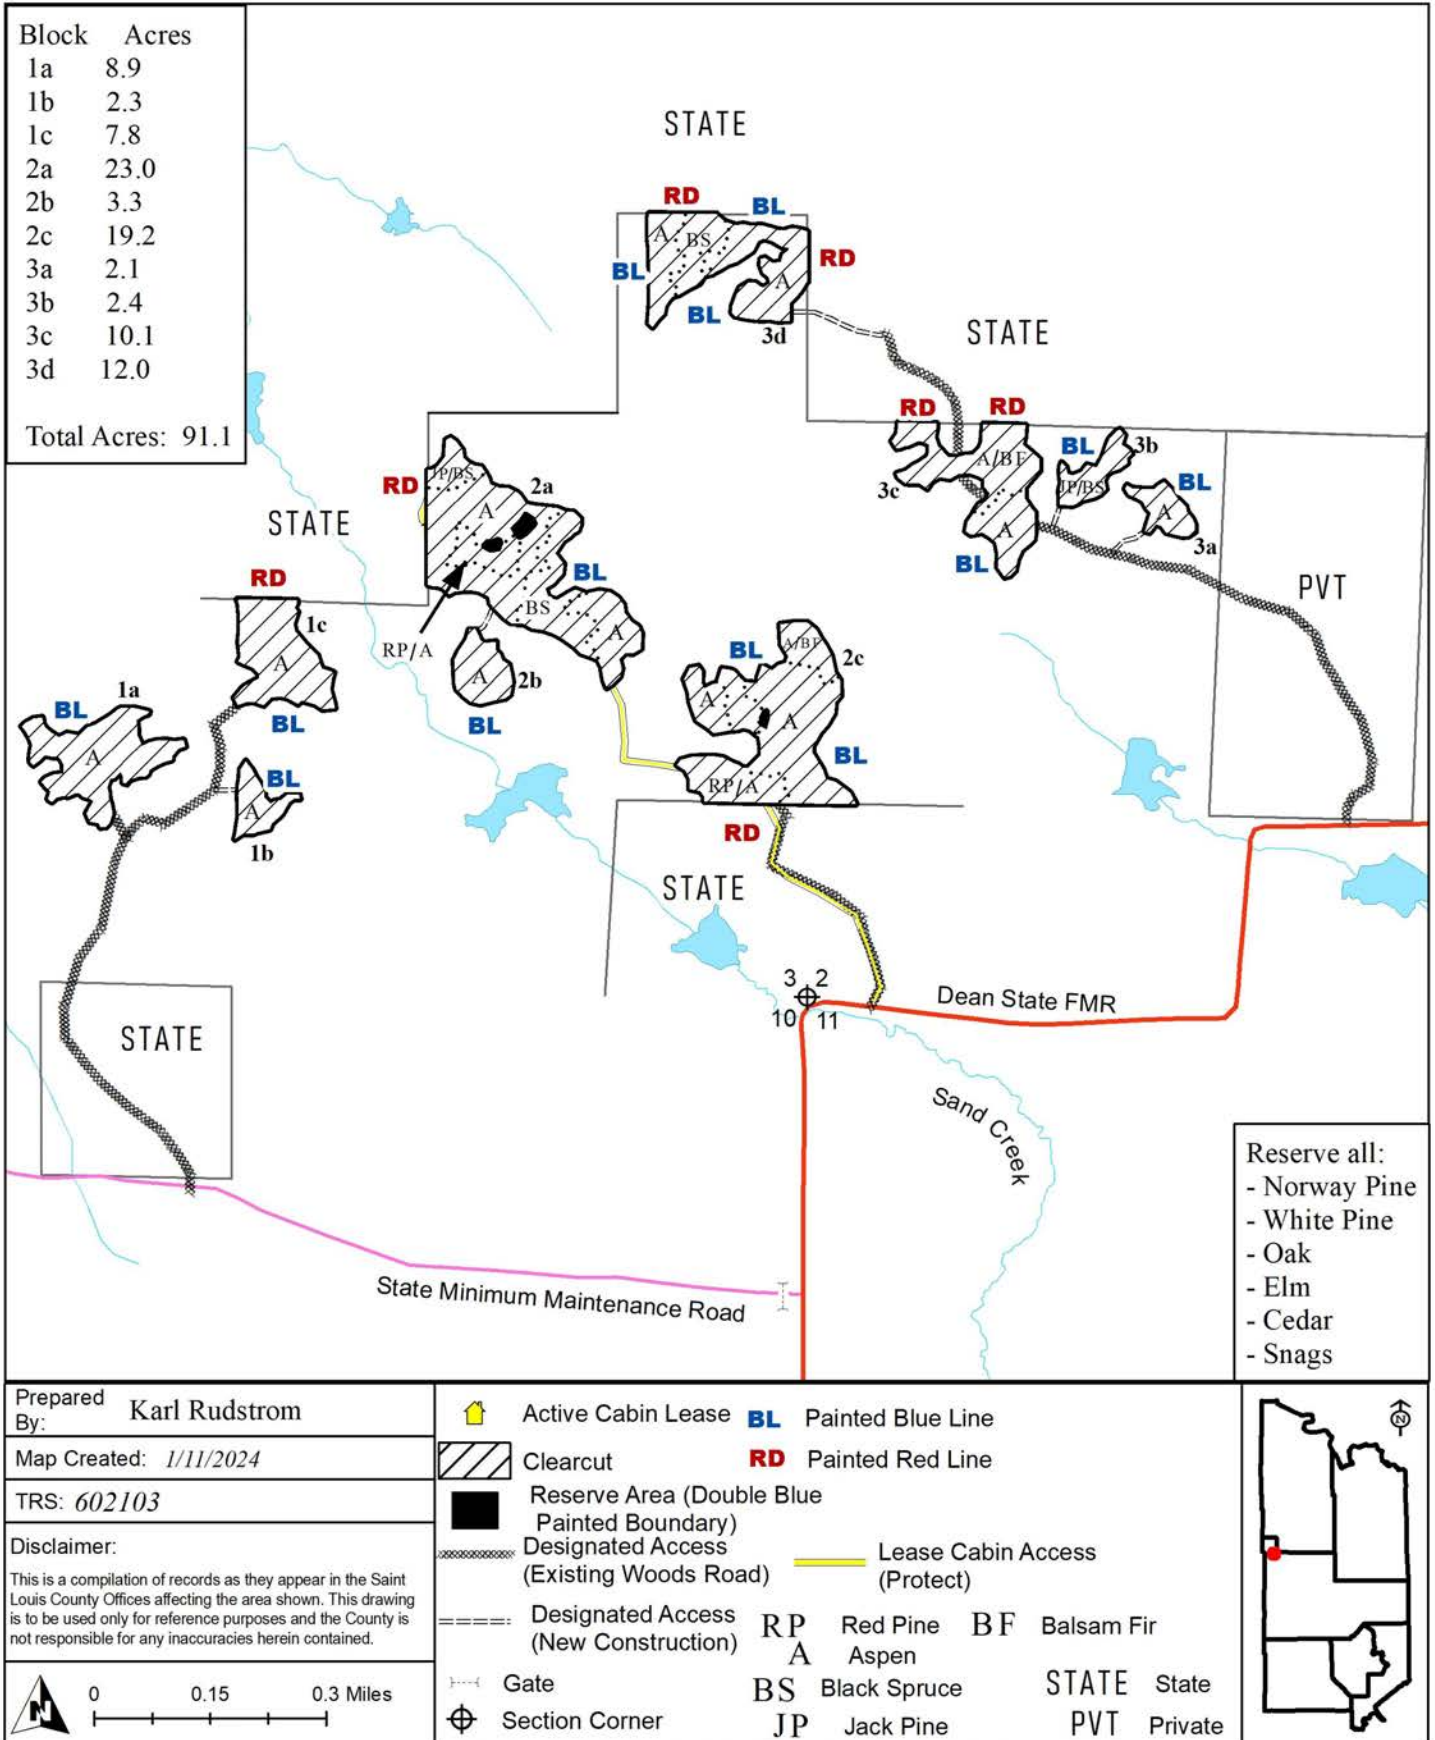 Block Acres
1a 8.9
1b 2.3
1c 7.8
2a 23.0
2b 3.3
2c 19.2
3a 2.1
3b 2.4
3c 10.1
3d 12.0
Total Acres: 91.1
STATE
RD
BL
A
BS
BL
RD
A
BL
3d
STATE
RD
RD
A/BF
3c
BL
3b
JP/BS
BL
A
3a
A
BL
PVT
JP/BS
RD
2a
A
STATE
BL
BS
A
RP/A
A
2b
BL
RD
1c
A
BL
1a
BL
A
BL
A
1b
A/BF
BL
2c
A
A
BL
RP/A
RD
STATE
3 2
10 11
Dean State FMR
STATE
Sand Creek
State Minimum Maintenance Road
Reserve all:
- Norway Pine
- White Pine
- Oak
- Elm
- Cedar
- Snags
Prepared
By: Karl Rudstrom
Map Created: 1/11/2024
TRS: 602103
Disclaimer:
This is a compilation of records as they appear in the Saint
Louis County Offices affecting the area shown. This drawing
is to be used only for reference purposes and the County is
not responsible for any inaccuracies herein contained.
N
0 0.15 0.3 Miles
Active Cabin Lease
BL Painted Blue Line
Clearcut
RD Painted Red Line
Reserve Area (Double Blue
Painted Boundary)
Designated Access
(Existing Woods Road)
Lease Cabin Access
(Protect)
Designated Access
(New Construction)
RP Red Pine
BF Balsam Fir
A Aspen
Gate
BS Black Spruce
STATE State
Section Corner
JP Jack Pine
PVT Private
N